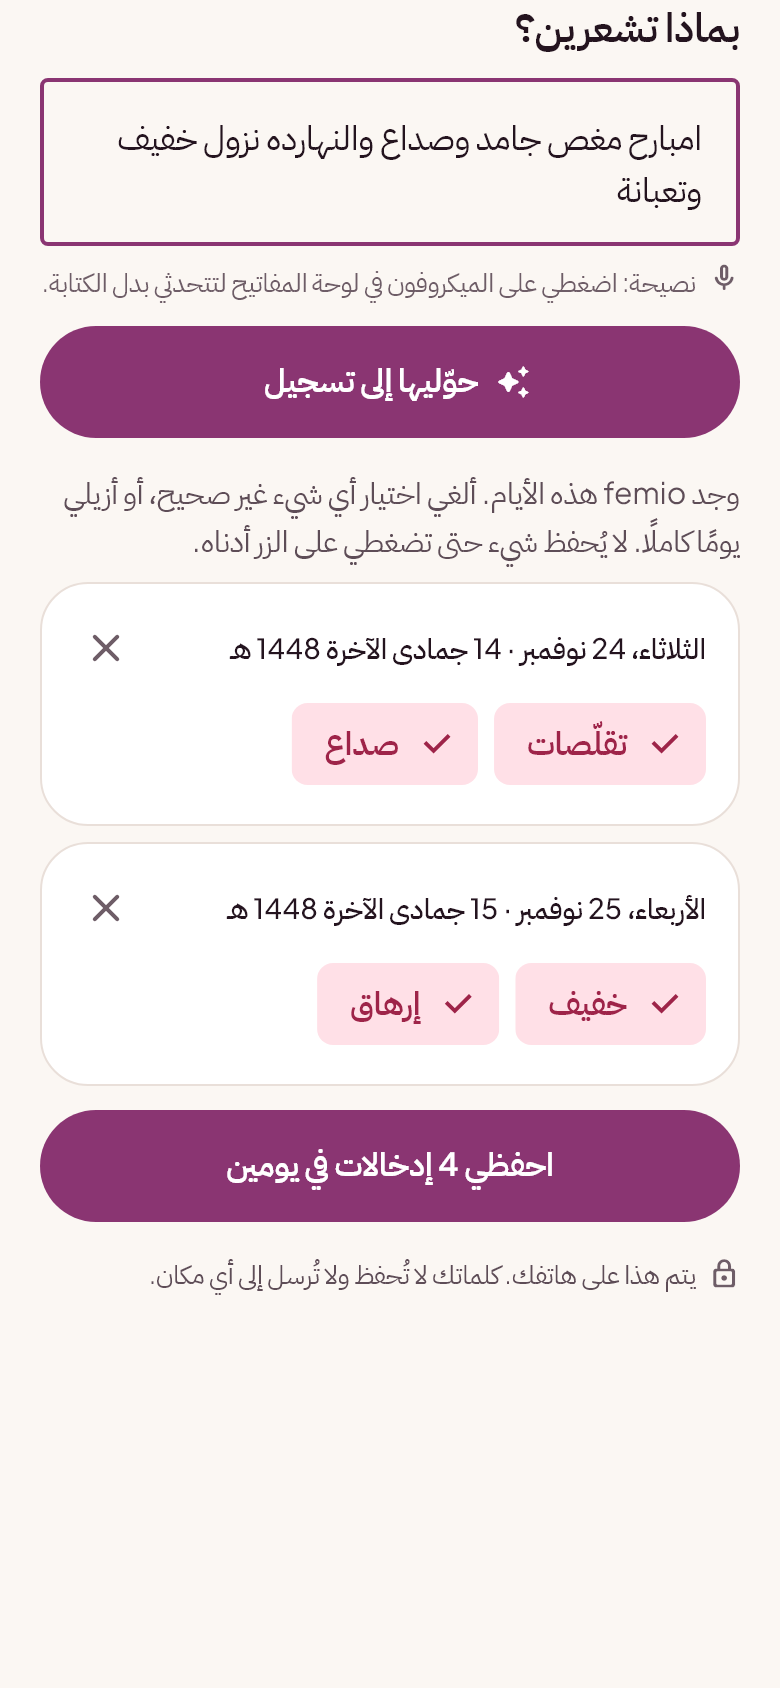 بماذا تشعرين؟
امبارح مغص جامد وصداع والنهارده نزول خفيف
وتعبانة
نصيحة: اضغطي على الميكروفون في لوحة المفاتيح لتتحدثي بدل الكتابة.
حوّليها إلى تسجيل
وجد femio هذه الأيام. ألغي اختيار أي شيء غير صحيح، أو أزيلي
يومًا كاملًا. لا يُحفظ شيء حتى تضغطي على الزر أدناه.
الثلاثاء، 24 نوفمبر · 14 جمادى الآخرة 1448 هـ
تقلّصات
صداع
الأربعاء، 25 نوفمبر · 15 جمادى الآخرة 1448 هـ
خفيف
إرهاق
احفظي 4 إدخالات في يومين
يتم هذا على هاتفك. كلماتك لا تُحفظ ولا تُرسل إلى أي مكان.